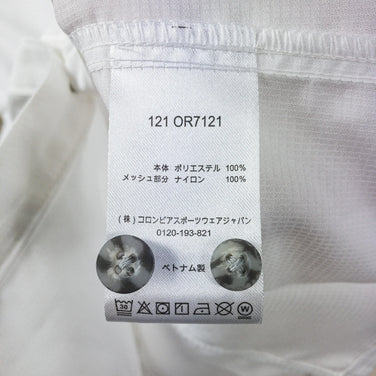 121 OR7121
本体 ポリエステル 100%
メッシュ部分 ナイロン 100%
(株)コロンビアスポーツウェアジャパン
0120-193-821
ベトナム製
30
W